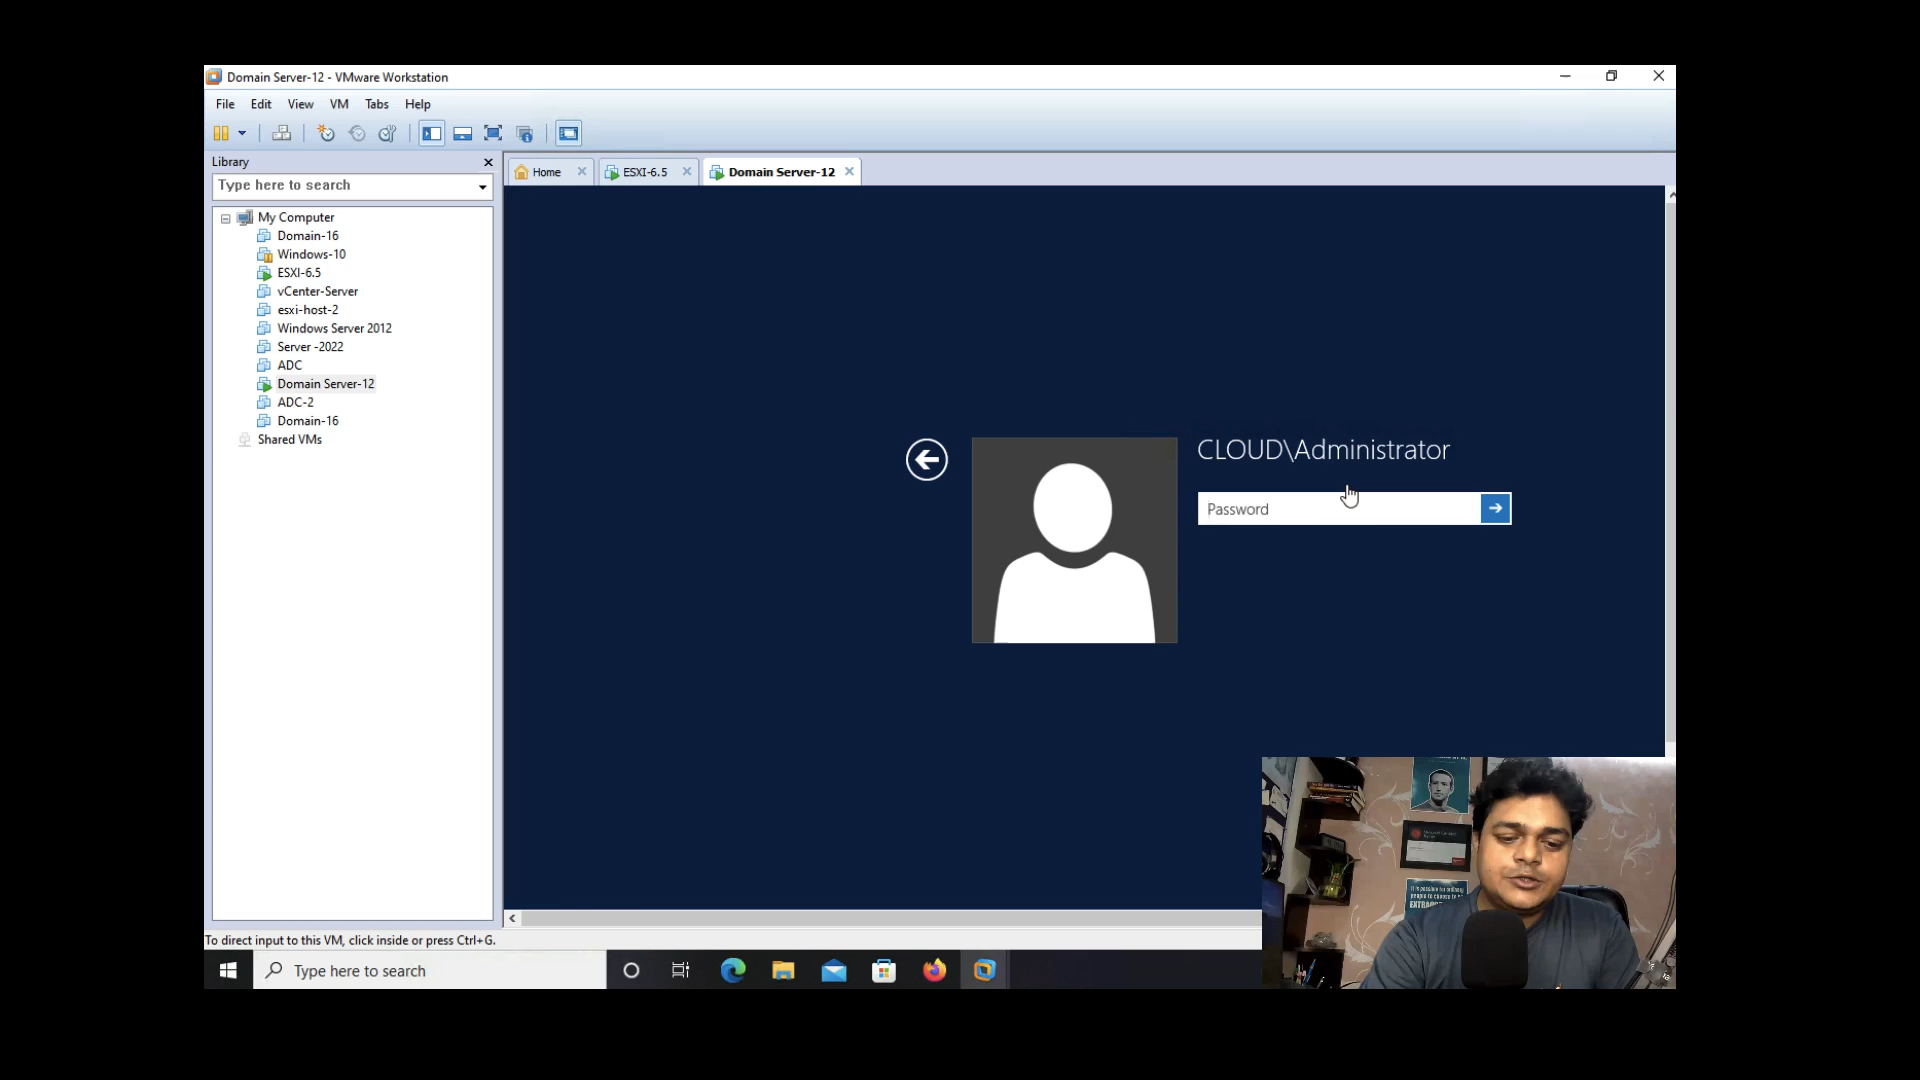 Domain Server-12 - VMware Workstation
File Edit View VM Tabs Help
Library
Type here to search
Home
ESXI-6.5
Domain Server-12
My Computer
Domain-16
Windows-10
ESXI-6.5
vCenter-Server
esxi-host-2
Windows Server 2012
Server -2022
ADC
Domain Server-12
ADC-2
Domain-16
Shared VMs
CLOUD\Administrator
Password
To direct input to this VM, click inside or press Ctrl+G.
Type here to search